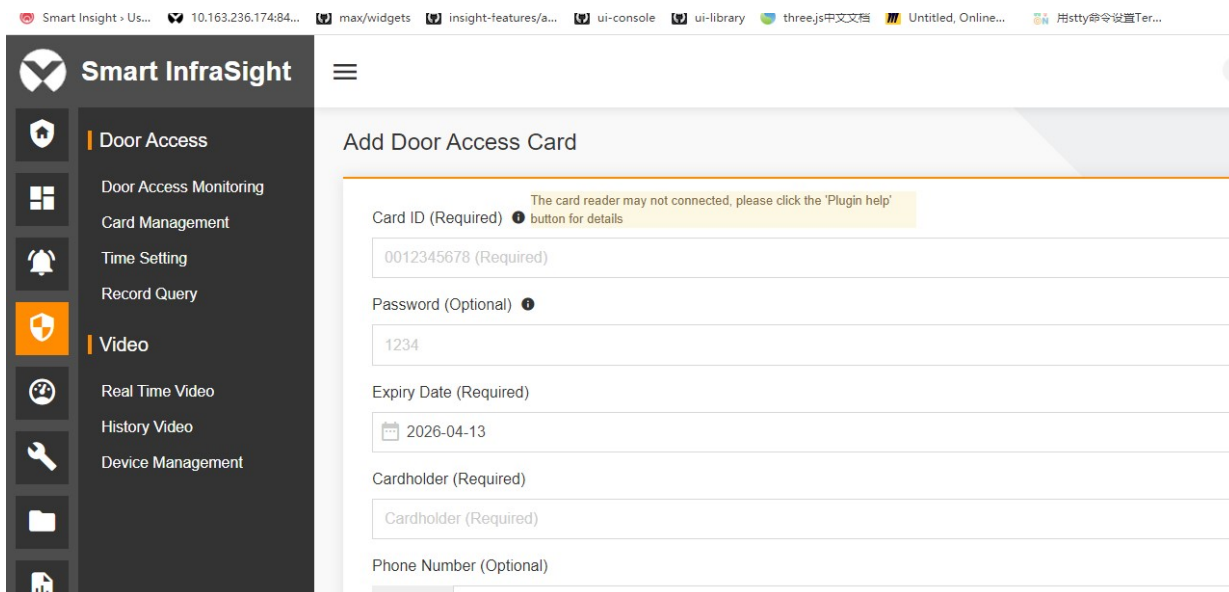 Smart Insight › Us...
10.163.236.174:84...
max/widgets
insight-features/a...
ui-console
ui-library
three.js中文文档
Untitled, Online...
用stty命令设置Ter...
Smart InfraSight
Door Access
Door Access Monitoring
Card Management
Time Setting
Record Query
Video
Real Time Video
History Video
Device Management
Add Door Access Card
Card ID (Required)
The card reader may not connected, please click the 'Plugin help'
button for details
0012345678 (Required)
Password (Optional)
1234
Expiry Date (Required)
2026-04-13
Cardholder (Required)
Cardholder (Required)
Phone Number (Optional)